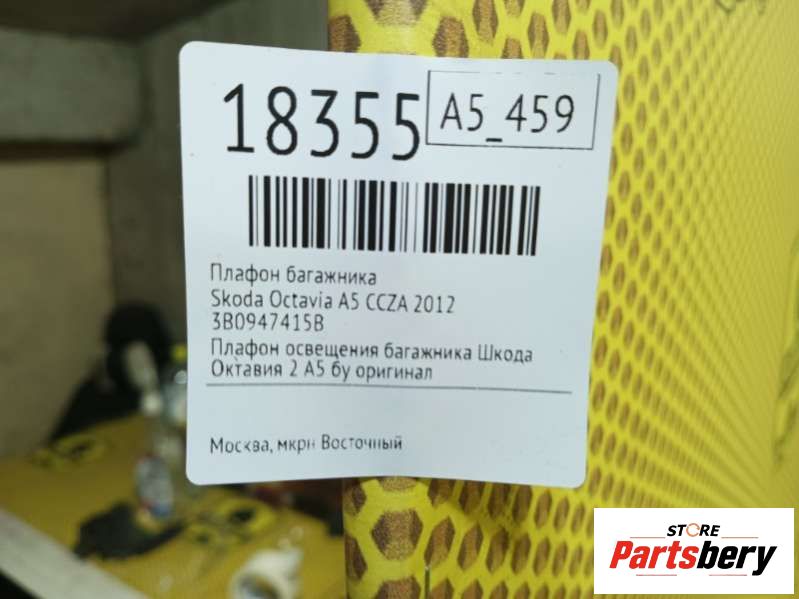 18355
A5_459
Плафон багажника
Skoda Octavia A5 CCZA 2012
3B0947415B
Плафон освещения багажника Шкода
Октавия 2 А5 бу оригинал
Москва, мкрн Восточный
STORE
Partsbery